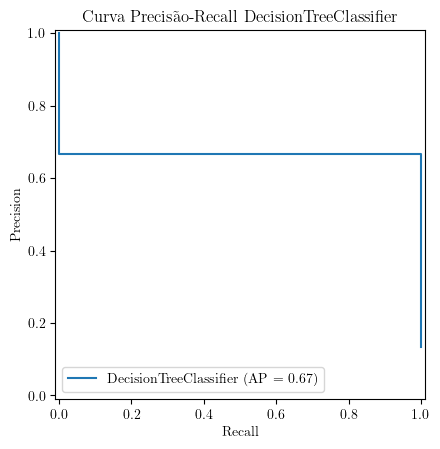 Curva Precisão-Recall DecisionTreeClassifier
1.0
0.8
0.6
0.4
0.2
0.0
Precision
DecisionTreeClassifier (AP = 0.67)
0.0 0.2 0.4 0.6 0.8 1.0
Recall